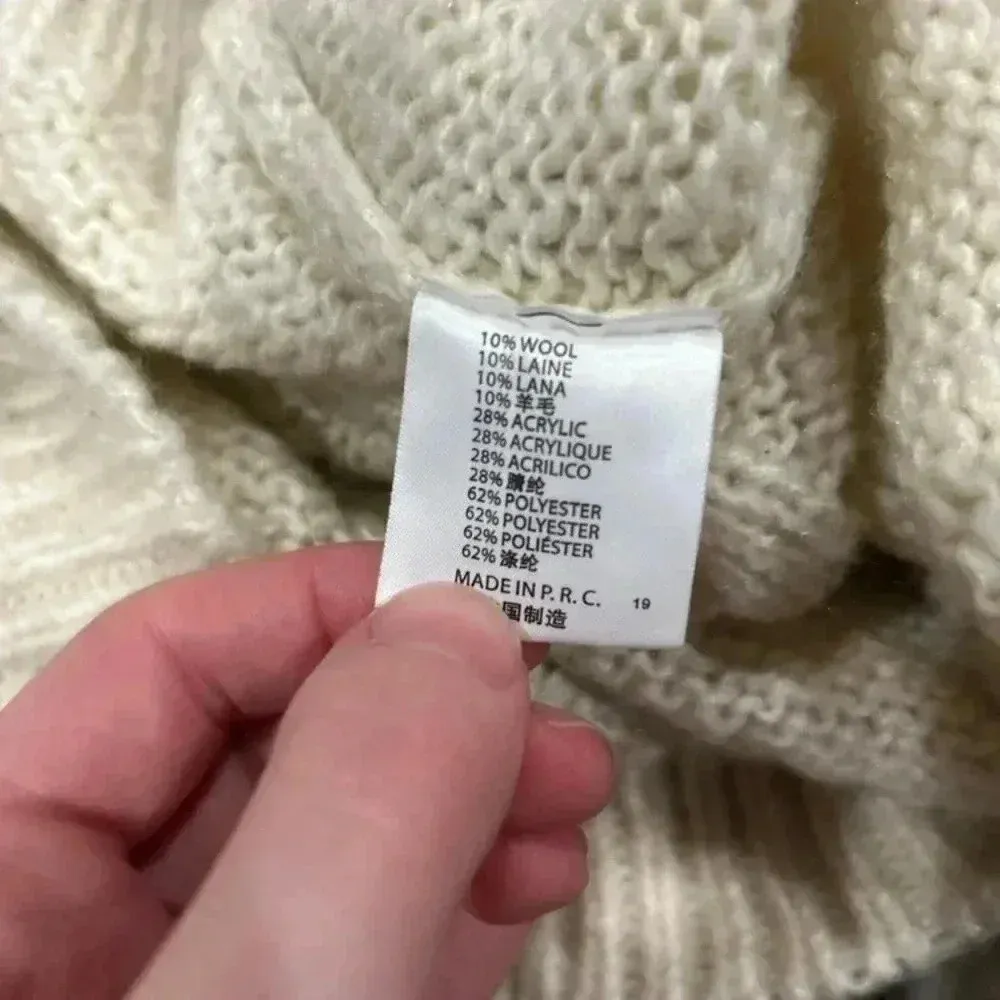 10% WOOL
10% LAINE
10% LANA
10% 羊毛
28% ACRYLIC
28% ACRYLIQUE
28% ACRILICO
28% 腈纶
62% POLYESTER
62% POLYESTER
62% POLIÉSTER
62% 涤纶
MADE IN P. R. C. 19
国制造